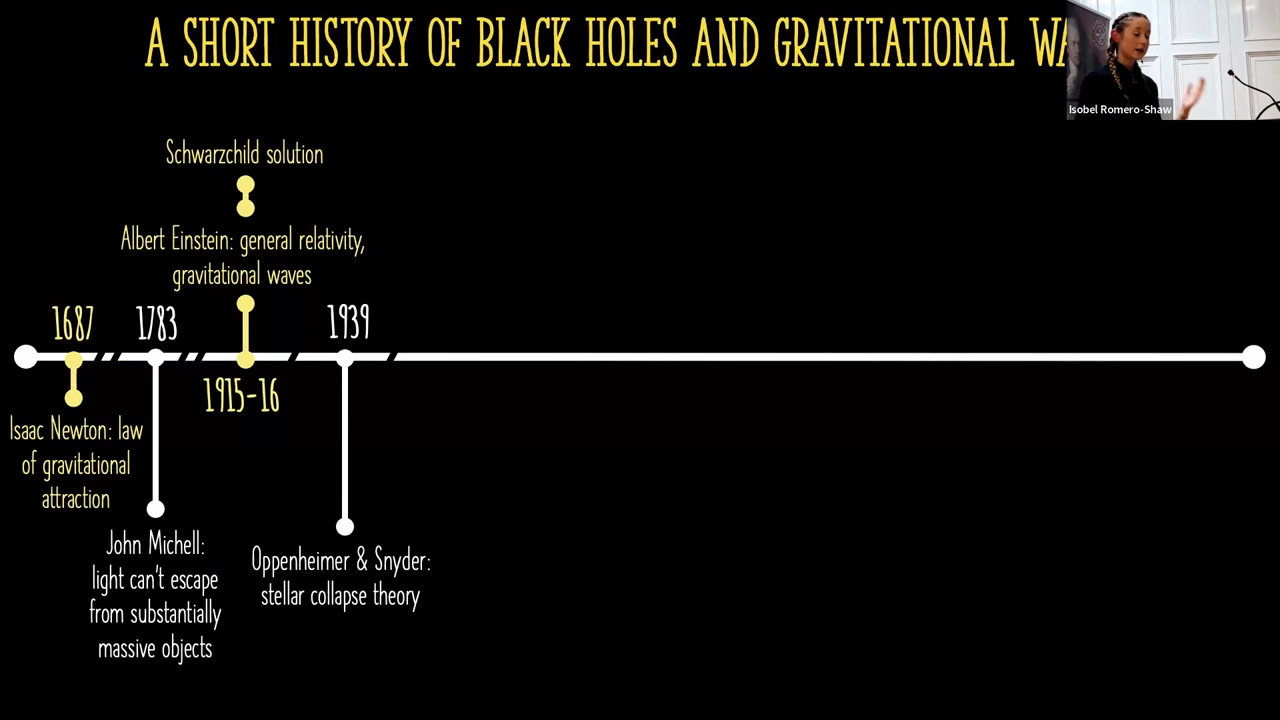 A SHORT HISTORY OF BLACK HOLES AND GRAVITATIONAL
Isobel Romero-Shaw
Schwarzchild solution
Albert Einstein: general relativity,
gravitational waves
1687
1783
1939
1915-16
Isaac Newton: law
of gravitational
attraction
John Michell:
light can't escape
from substantially
massive objects
Oppenheimer & Snyder:
stellar collapse theory